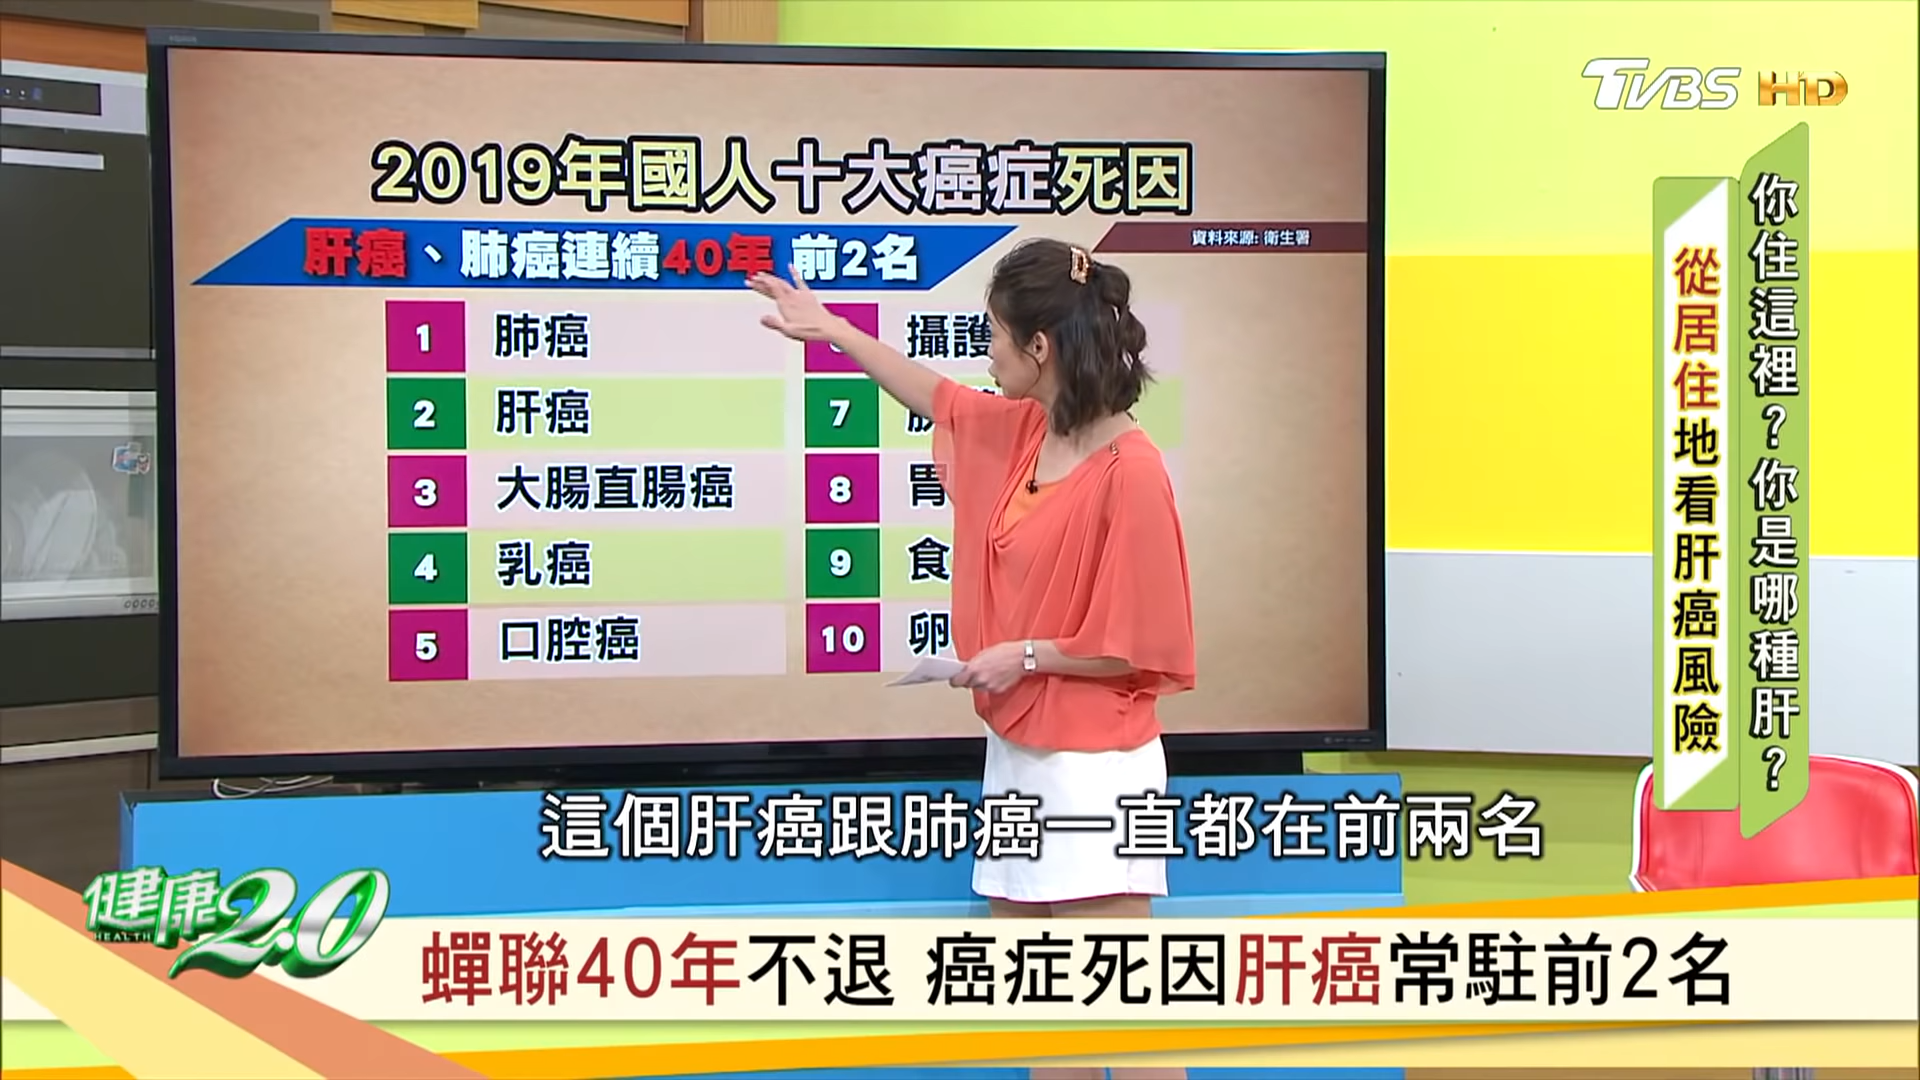 TVBS HD
2019年國人十大癌症死因
肝癌、肺癌連續40年 前2名
資料來源: 衛生署
1 肺癌
2 肝癌
3 大腸直腸癌
4 乳癌
5 口腔癌
攝護
7
8 胃
9 食
10 卵
你住這裡?你是哪種肝?
從居住地看肝癌風險
這個肝癌跟肺癌一直都在前兩名
健康2.0
HEALTH
蟬聯40年不退 癌症死因肝癌常駐前2名